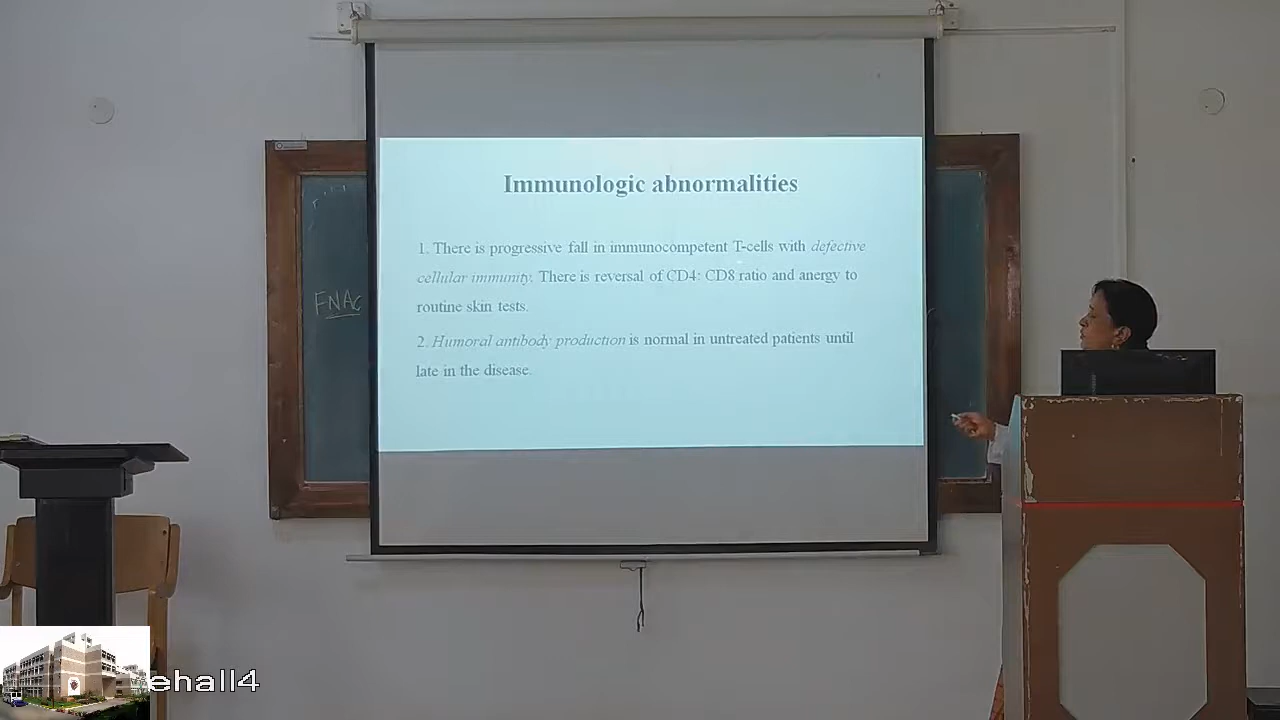 Immunologic abnormalities
1. There is progressive fall in immunocompetent T-cells with defective
cellular immunity. There is reversal of CD4: CD8 ratio and anergy to
routine skin tests.
2. Humoral antibody production is normal in untreated patients until
late in the disease.
FNAC
ehall4